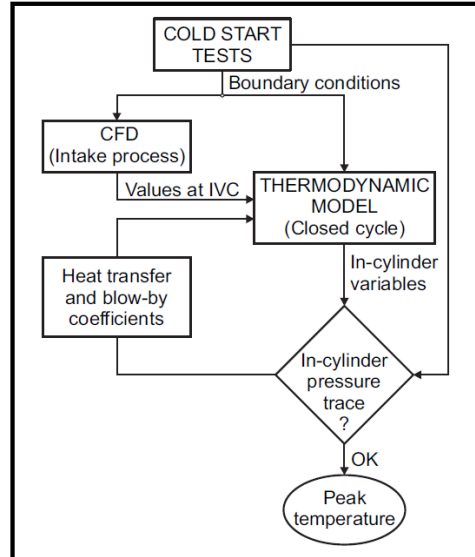 COLD START
TESTS
Boundary conditions
CFD
(Intake process)
Values at IVC
THERMODYNAMIC
MODEL
(Closed cycle)
In-cylinder
variables
Heat transfer
and blow-by
coefficients
In-cylinder
pressure
trace
?
OK
Peak
temperature